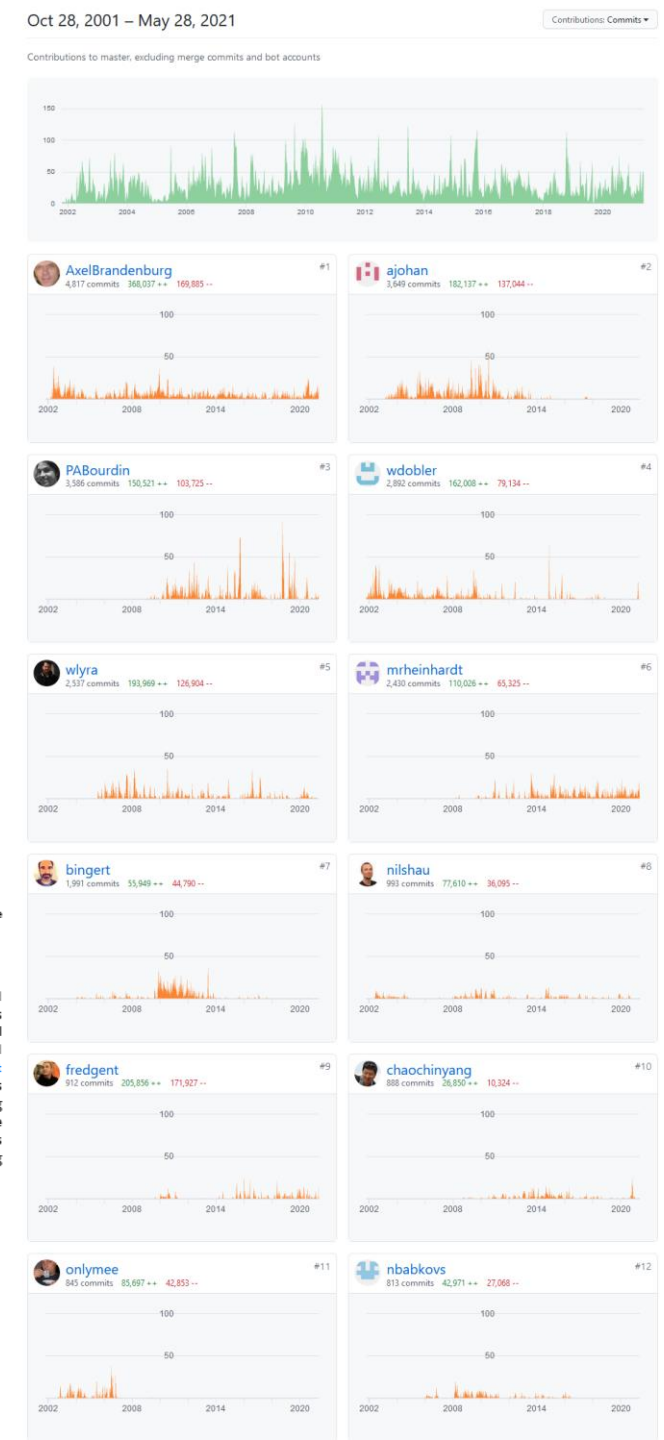 Oct 28, 2001 – May 28, 2021
Contributions: Commits
Contributions to master, excluding merge commits and bot accounts
150
100
50
0
2002 2004 2006 2008 2010 2012 2014 2016 2018 2020
AxelBrandenburg #1
4,817 commits 368,037 ++ 169,885 --
100
50
2002 2008 2014 2020
ajohan #2
3,649 commits 182,137 ++ 137,044 --
100
50
2002 2008 2014 2020
PABourdin #3
3,586 commits 150,521 ++ 103,725 --
100
50
2002 2008 2014 2020
wdobler #4
2,892 commits 162,008 ++ 79,134 --
100
50
2002 2008 2014 2020
wlyra #5
2,537 commits 193,969 ++ 126,904 --
100
50
2002 2008 2014 2020
mrheinhardt #6
2,430 commits 110,026 ++ 65,325 --
100
50
2002 2008 2014 2020
bingert #7
1,991 commits 55,949 ++ 44,790 --
100
50
2002 2008 2014 2020
nilshau #8
993 commits 77,610 ++ 36,095 --
100
50
2002 2008 2014 2020
fredgent #9
912 commits 205,856 ++ 171,927 --
100
50
2002 2008 2014 2020
chaochinyang #10
888 commits 26,850 ++ 10,324 --
100
50
2002 2008 2014 2020
onlymee #11
845 commits 85,697 ++ 42,853 --
100
50
2002 2008 2014 2020
nbabkovs #12
813 commits 42,971 ++ 27,068 --
100
50
2002 2008 2014 2020